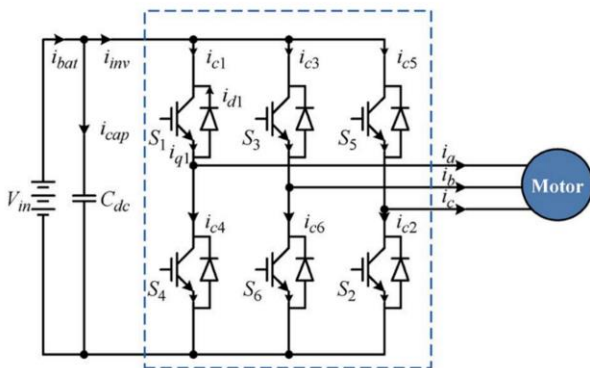 i_bat i_inv i_c1 i_c3 i_c5
i_d1
i_cap S_1 S_3 S_5
i_q1 i_a
i_b
V_in C_dc i_c4 i_c6 i_c i_c2 Motor
S_4 S_6 S_2